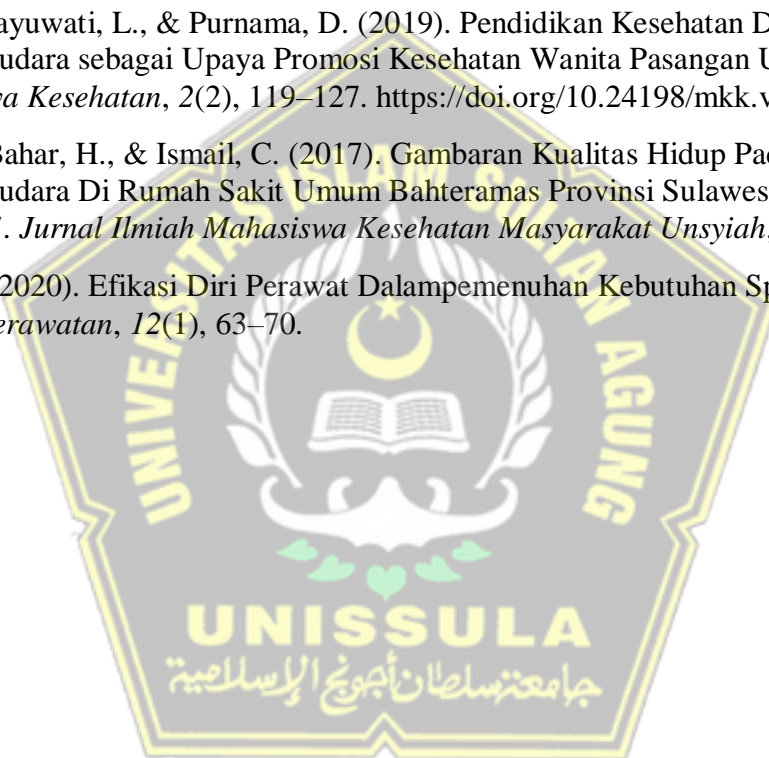 ayuwati, L., & Purnama, D. (2019). Pendidikan Kesehatan D
udara sebagai Upaya Promosi Kesehatan Wanita Pasangan U
va Kesehatan, 2(2), 119–127. https://doi.org/10.24198/mkk.v
Bahar, H., & Ismail, C. (2017). Gambaran Kualitas Hidup Pad
udara Di Rumah Sakit Umum Bahteramas Provinsi Sulawes
. Jurnal Ilmiah Mahasiswa Kesehatan Masyarakat Unsyiah
2020). Efikasi Diri Perawat Dalampemenuhan Kebutuhan Sp
erawatan, 12(1), 63–70.
UNIVERSITAS ISLAM SULTAN AGUNG
UNISSULA
جامعترسلطان أجونج الإسلامية